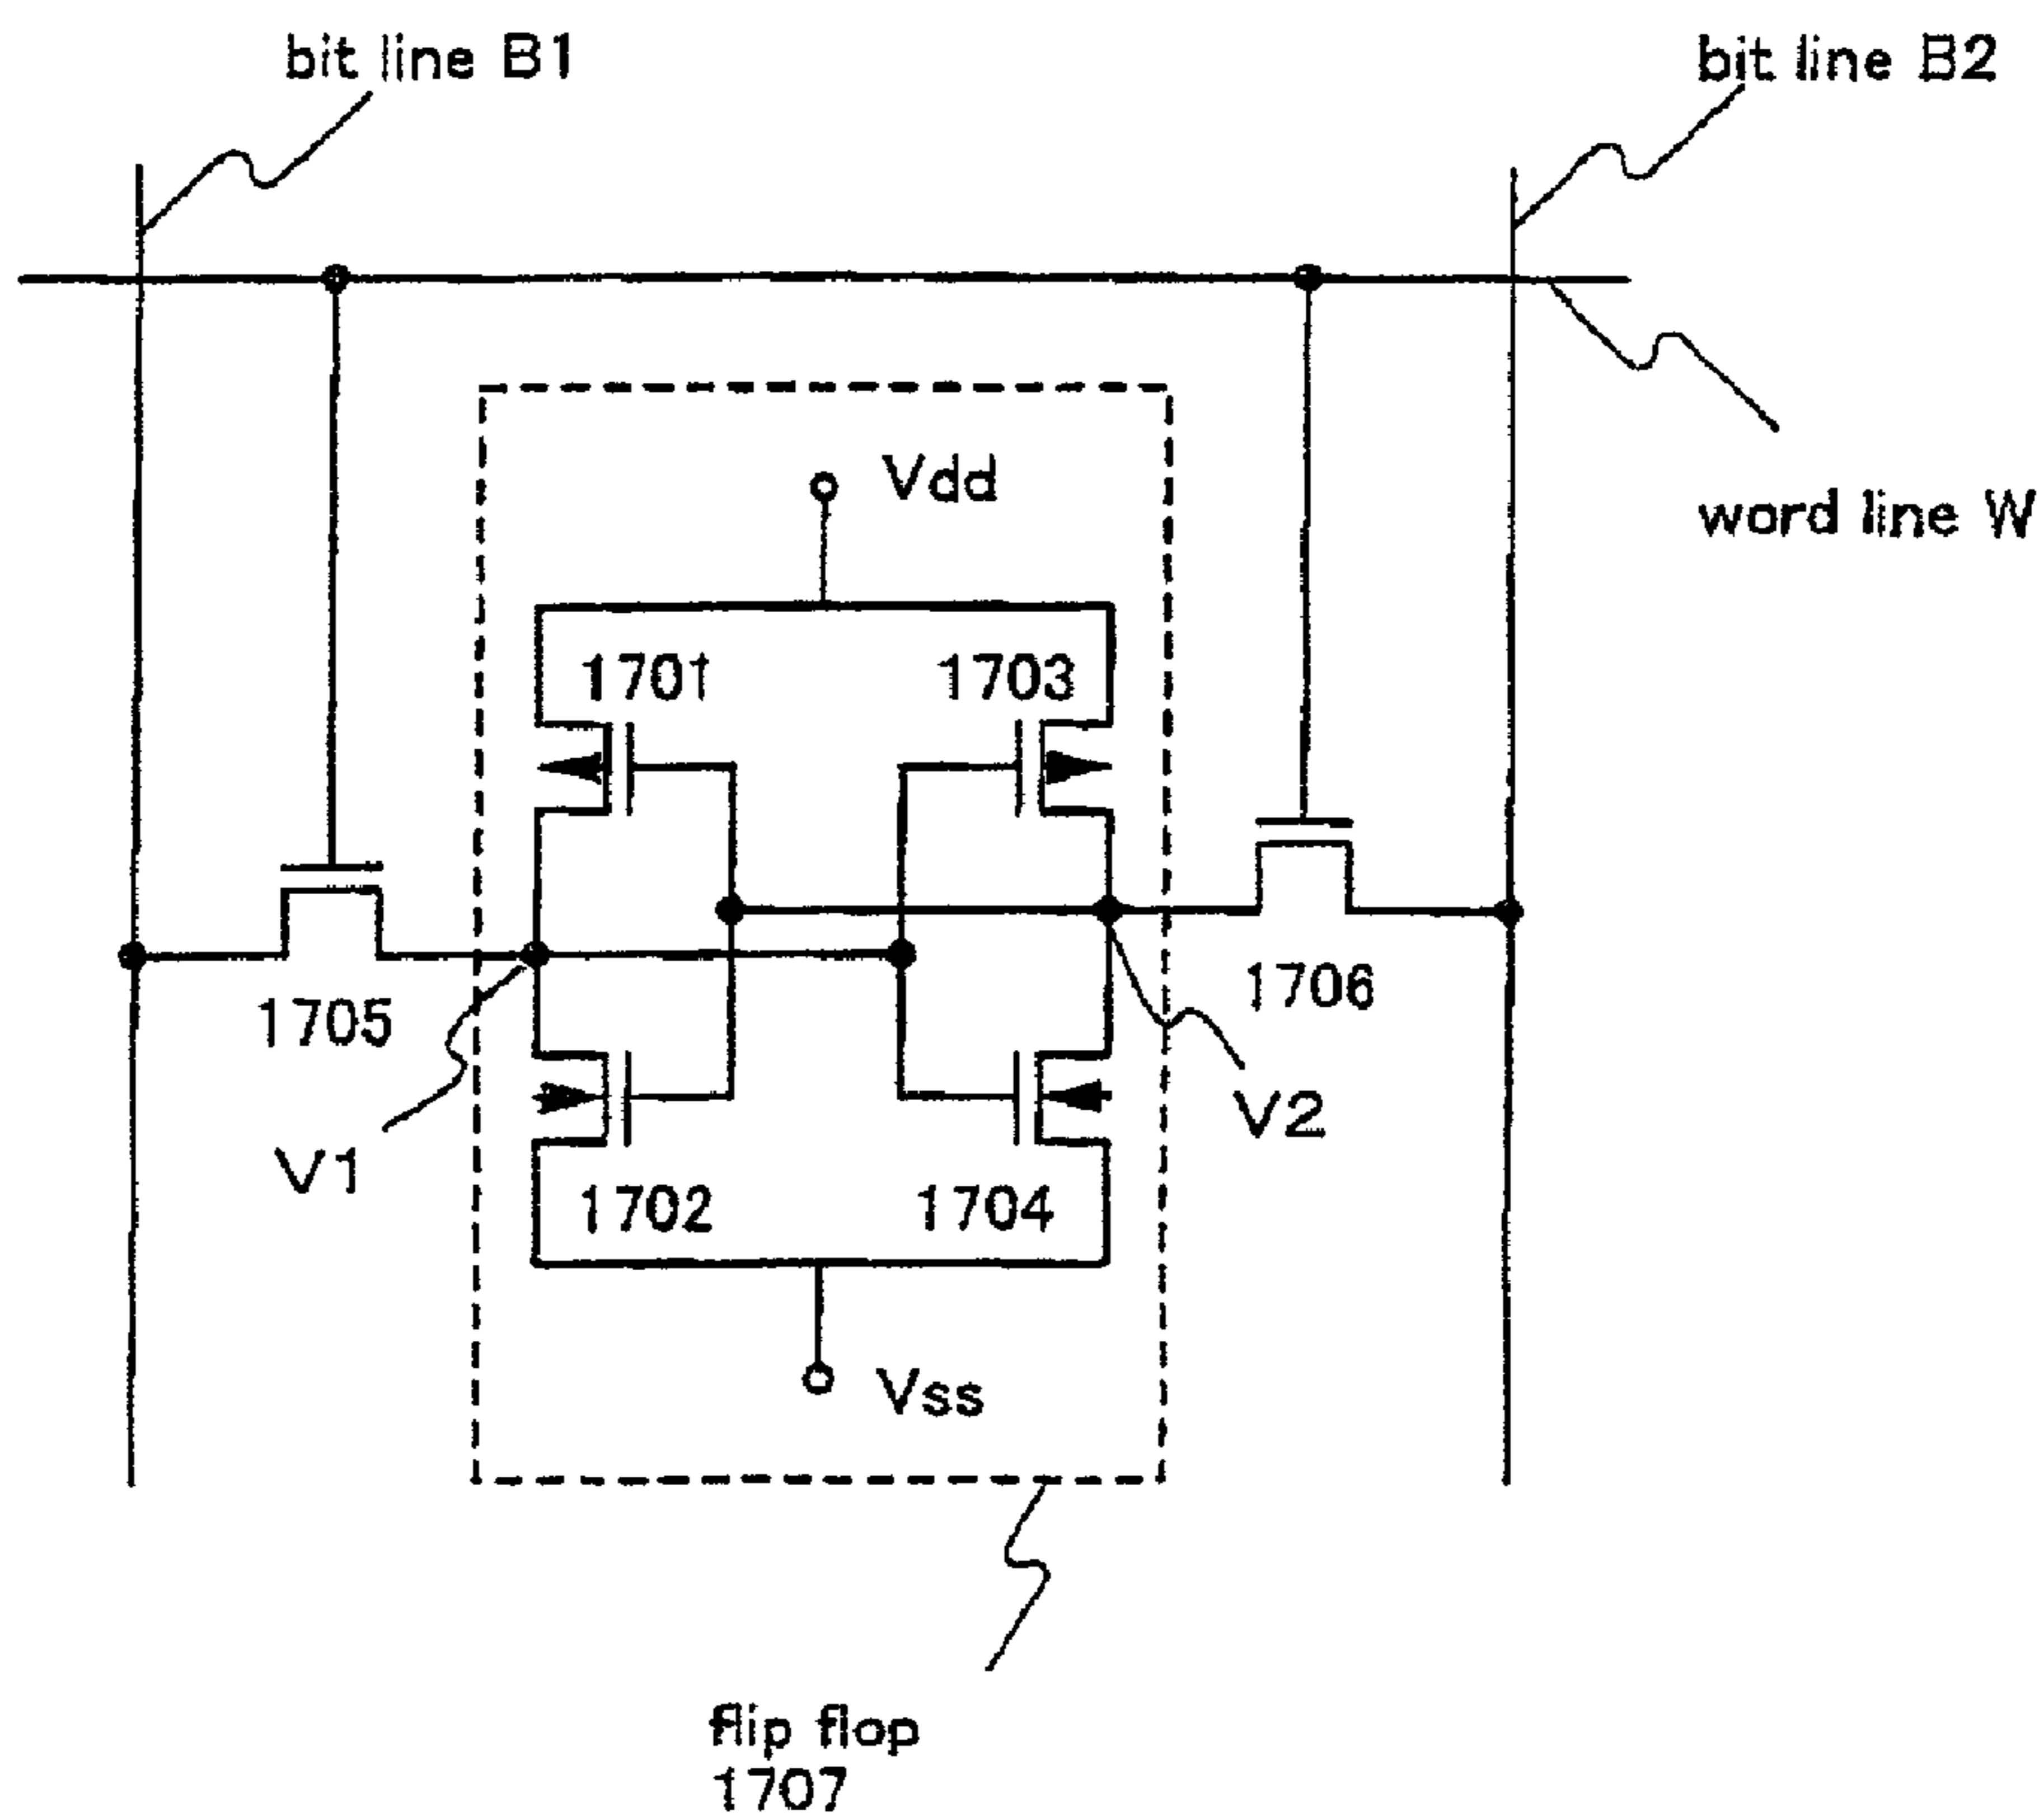 bit line B1
bit line B2
word line W
Vdd
1701
1703
1705
1706
V1
V2
1702
1704
Vss
flip flop
1707